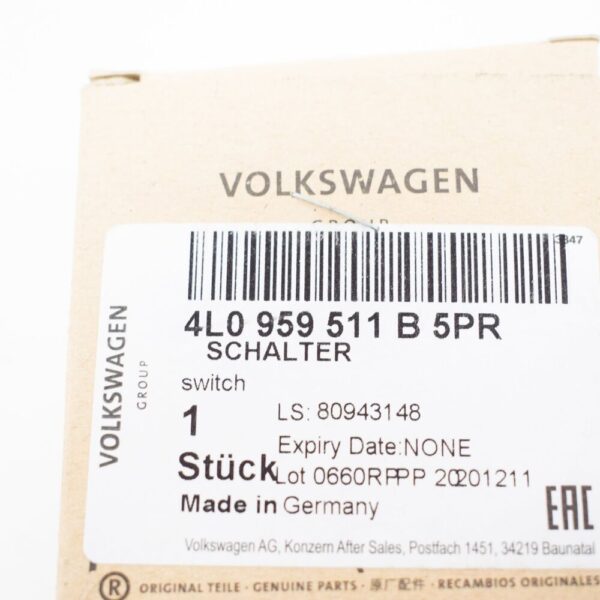 VOLKSWAGEN
GROUP
3347
4L0 959 511 B 5PR
SCHALTER
switch
1
Stück
LS: 80943148
Expiry Date:NONE
Lot 0660RPPP 20201211
Made in Germany
EAC
Volkswagen AG, Konzern After Sales, Postfach 1451, 34219 Baunatal
VOLKSWAGEN
GROUP
® ORIGINAL TEILE · GENUINE PARTS · 原厂配件 · RECAMBIOS ORIGINALES